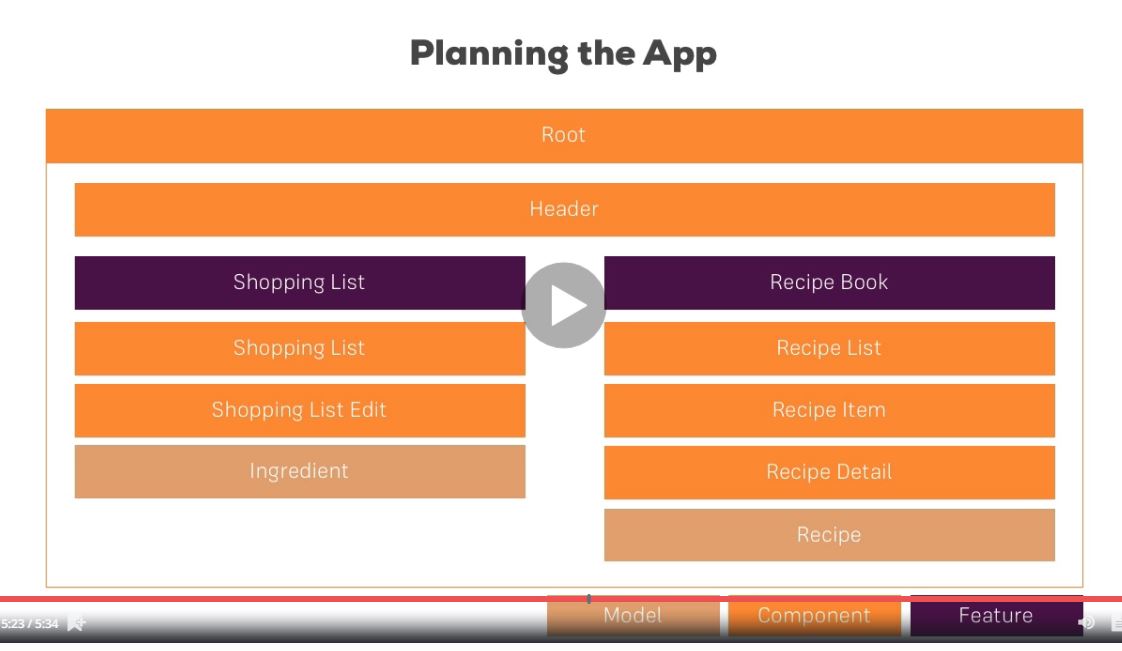 Planning the App
Root
Header
Shopping List
Recipe Book
Shopping List
Recipe List
Shopping List Edit
Recipe Item
Ingredient
Recipe Detail
Recipe
Model
Component
Feature
5:23 / 5:34